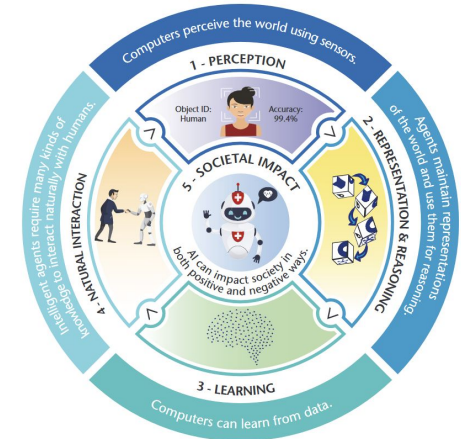 Computers perceive the world using sensors.
1 - PERCEPTION
Object ID:
Human
Accuracy:
99.4%
Agents maintain representations
of the world and use them for reasoning.
2 - REPRESENTATION & REASONING
3 - LEARNING
Computers can learn from data.
Intelligent agents require many kinds of
knowledge to interact naturally with humans.
4 - NATURAL INTERACTION
5 - SOCIETAL IMPACT
AI can impact society in
both positive and negative ways.